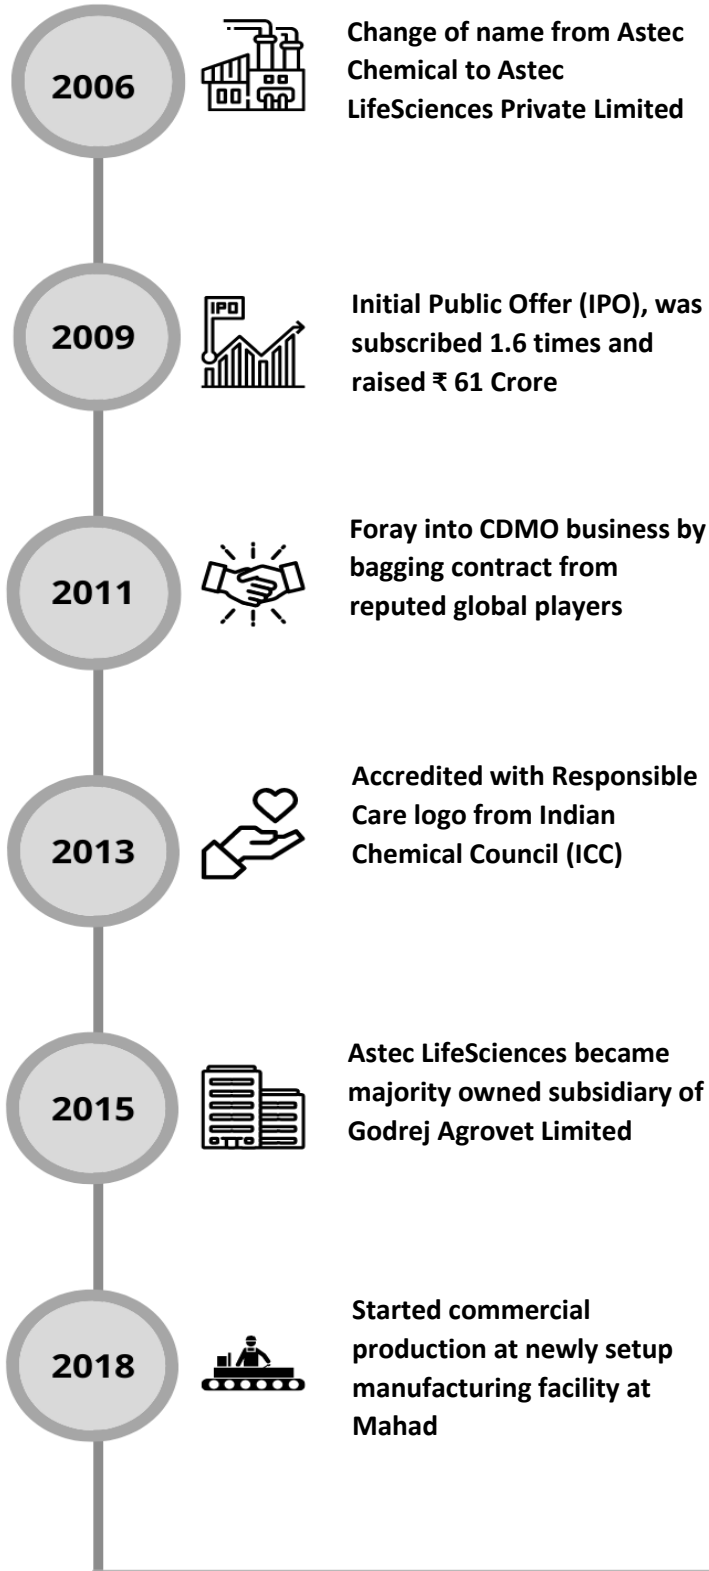 2006
Change of name from Astec
Chemical to Astec
LifeSciences Private Limited
2009
IPO
Initial Public Offer (IPO), was
subscribed 1.6 times and
raised ₹ 61 Crore
2011
Foray into CDMO business by
bagging contract from
reputed global players
2013
Accredited with Responsible
Care logo from Indian
Chemical Council (ICC)
2015
Astec LifeSciences became
majority owned subsidiary of
Godrej Agrovet Limited
2018
Started commercial
production at newly setup
manufacturing facility at
Mahad